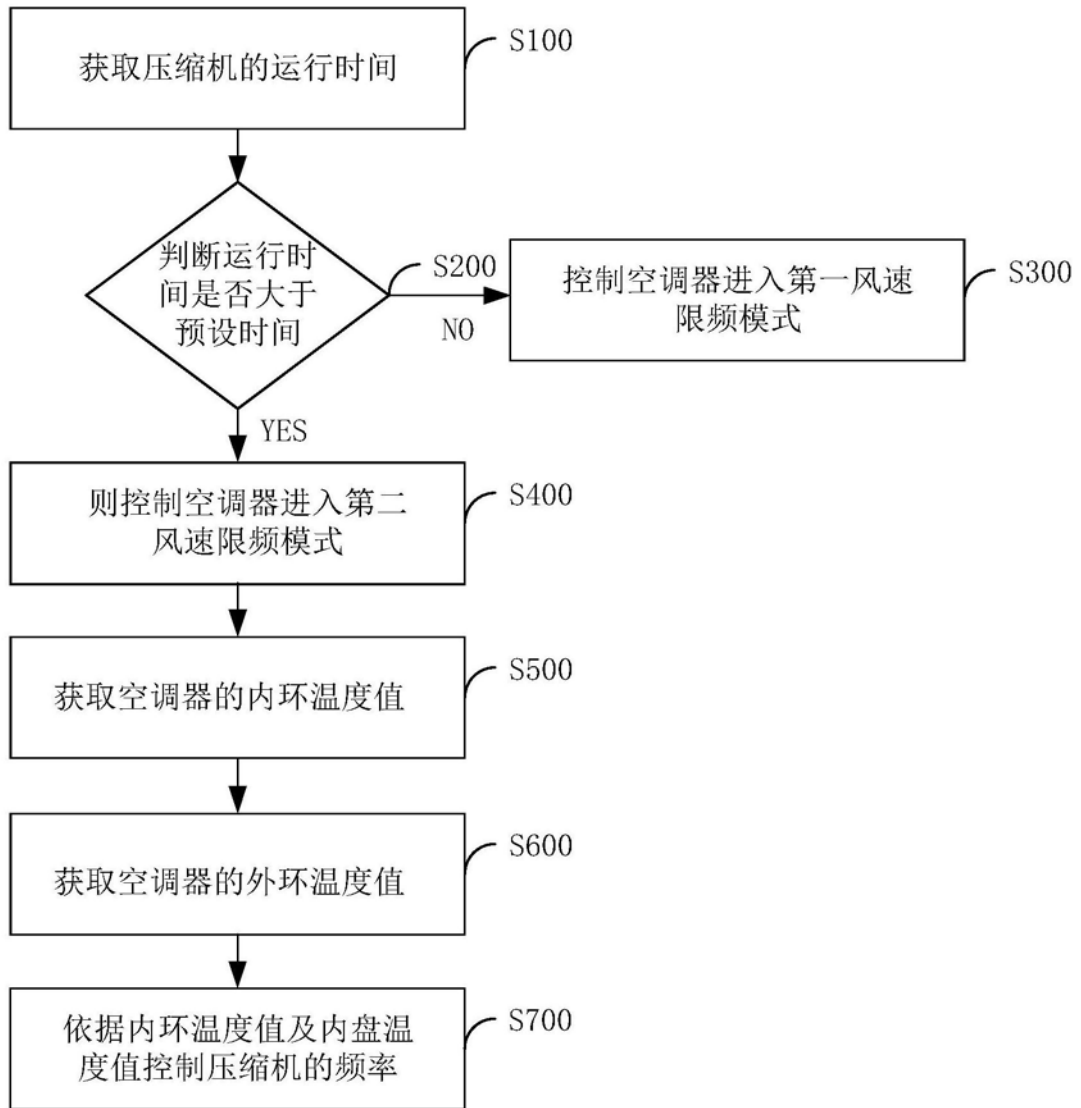 获取压缩机的运行时间
S100
判断运行时
间是否大于
预设时间
S200
NO
控制空调器进入第一风速
限频模式
S300
YES
则控制空调器进入第二
风速限频模式
S400
获取空调器的内环温度值
S500
获取空调器的外环温度值
S600
依据内环温度值及内盘温
度值控制压缩机的频率
S700